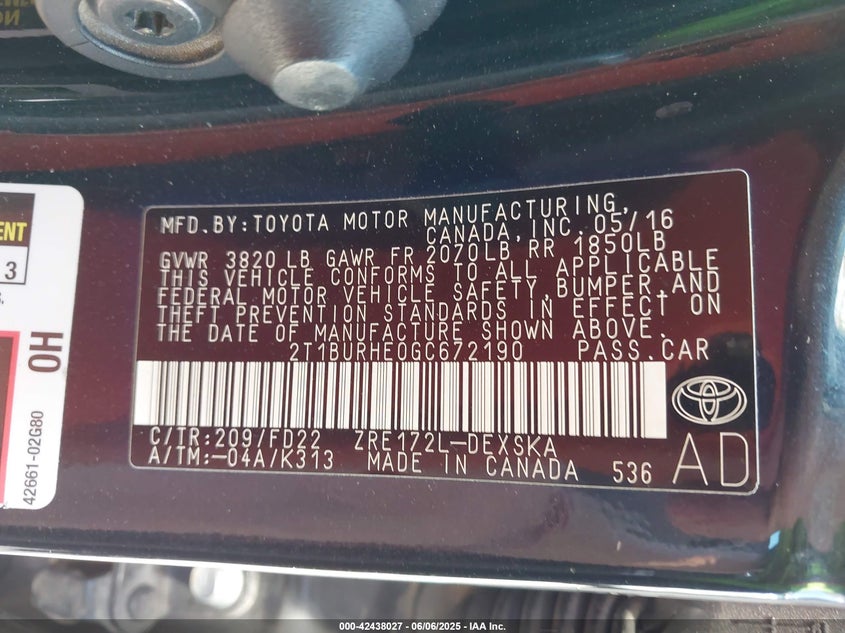 MFD.BY:TOYOTA MOTOR MANUFACTURING,
CANADA, INC. 05/16
GVWR 3820 LB GAWR FR 2070LB RR 1850LB
THIS VEHICLE CONFORMS TO ALL APPLICABLE
FEDERAL MOTOR VEHICLE SAFETY,BUMPER,AND
THEFT PREVENTION STANDARDS IN EFFECT ON
THE DATE OF MANUFACTURE SHOWN ABOVE.
2T1BURHE0GC672190 PASS.CAR
C/TR:209/FD22 ZRE172L-DEXSKA
A/TM:-04A/K313 MADE IN CANADA 536
AD
3
OH
42661-02G80
000-42438027 - 06/06/2025 - IAA Inc.